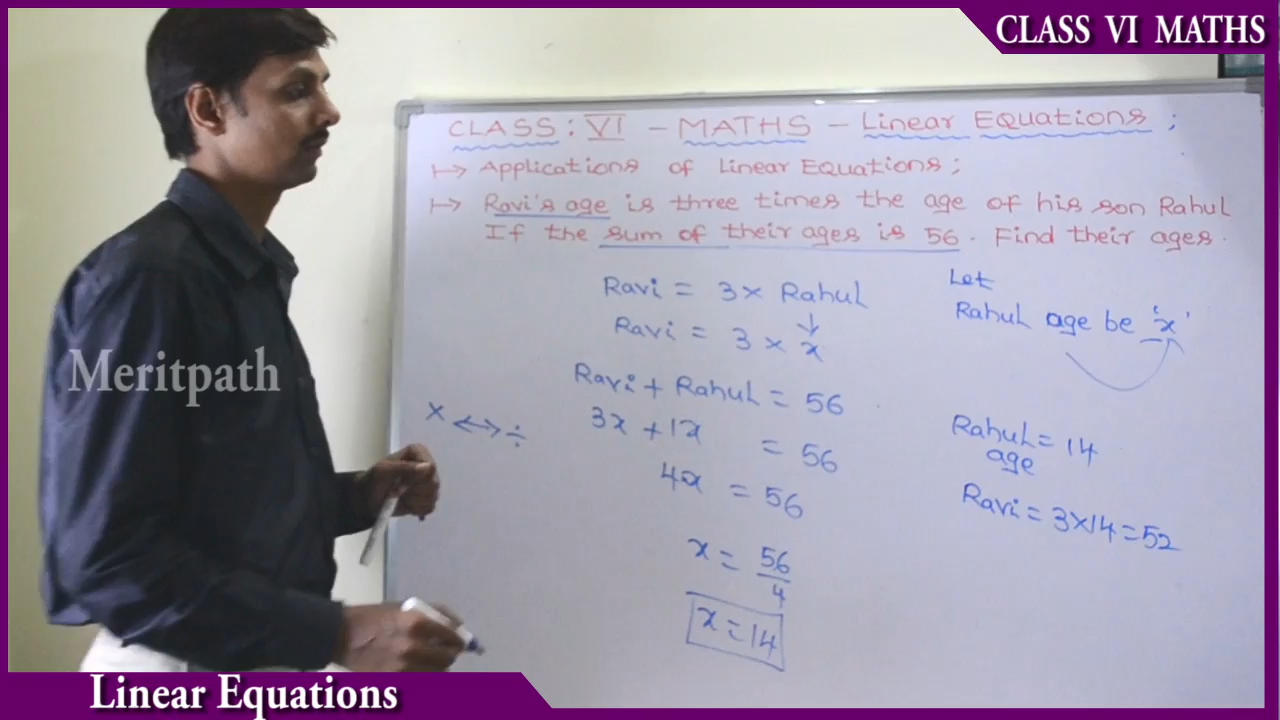 CLASS VI MATHS
CLASS: VI - MATHS - Linear Equations;
↦ Applications of Linear Equations;
↦ Ravi's age is three times the age of his son Rahul
If the sum of their ages is 56. Find their ages.
Ravi = 3 × Rahul
Ravi = 3 × x
Ravi + Rahul = 56
3x + 1x = 56
4x = 56
x = 56/4
x = 14
× ↔ ÷
Let
Rahul age be 'x'
Rahul = 14
age
Ravi = 3×14 = 52
Meritpath
Linear Equations